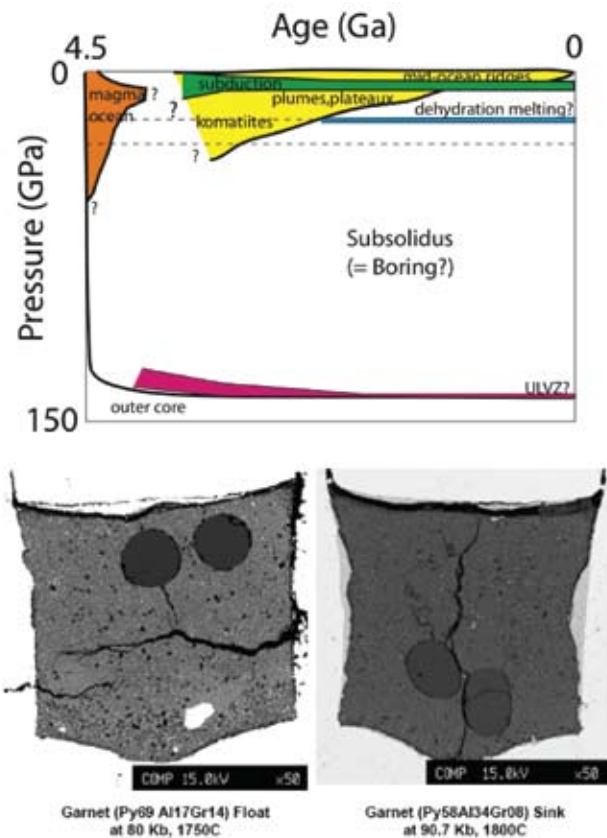 Age (Ga)
4.5 0
0
mid-ocean ridges
subduction
magma ?
plumes,plateaux
ocean
?
komatiites
dehydration melting?
?
?
Pressure (GPa)
Subsolidus
(= Boring?)
ULVZ?
outer core
150
COMP 15.0kV x50
COMP 15.0kV x50
Garnet (Py69 Al17Gr14) Float
at 80 Kb, 1750C
Garnet (Py58Al34Gr08) Sink
at 90.7 Kb, 1800C